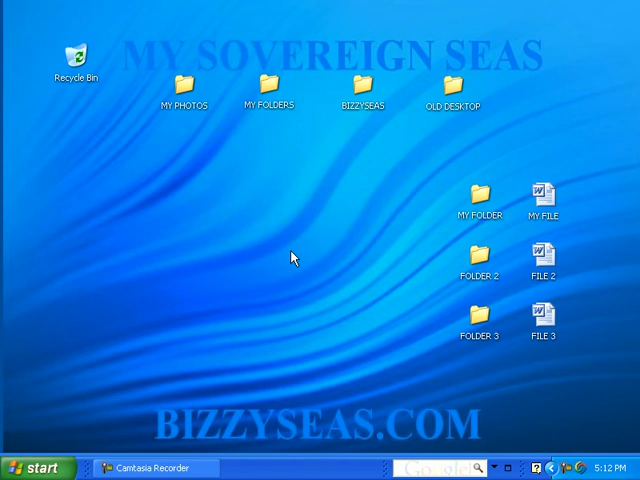 MY SOVEREIGN SEAS
Recycle Bin
MY PHOTOS
MY FOLDERS
BIZZYSEAS
OLD DESKTOP
MY FOLDER
MY FILE
FOLDER 2
FILE 2
FOLDER 3
FILE 3
BIZZYSEAS.COM
start
Camtasia Recorder
Google
5:12 PM